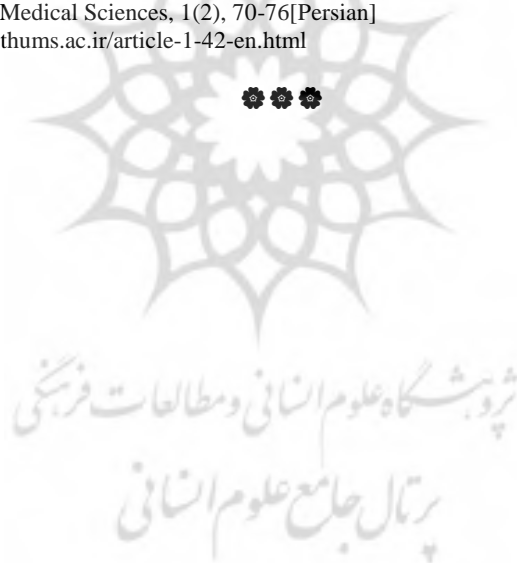 Medical Sciences, 1(2), 70-76[Persian]
thums.ac.ir/article-1-42-en.html
پژوهشگاه علوم انسانی و مطالعات فرهنگی
پرتال جامع علوم انسانی